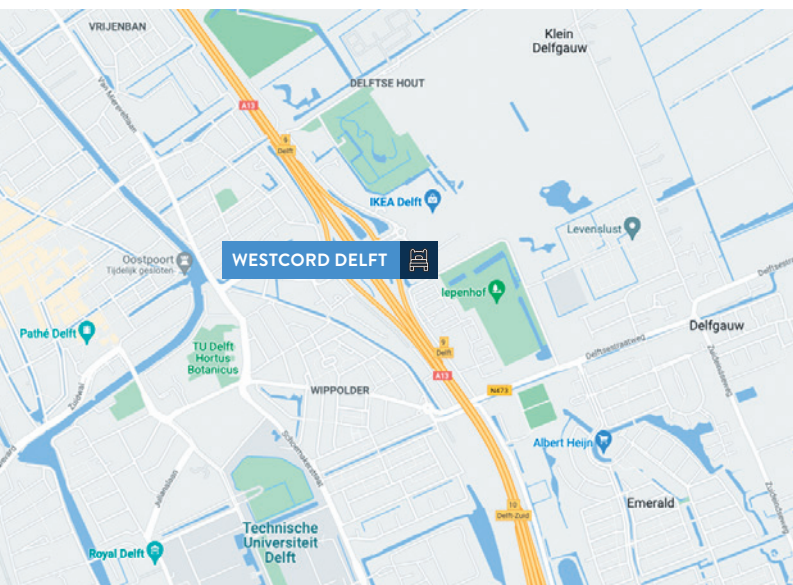 VRIJENBAN
Klein
Delfgauw
Van Miereveltlaan
DELFTSE HOUT
A13
9
Delft
IKEA Delft
Levenslust
Oostpoort
Tijdelijk gesloten
WESTCORD DELFT
Iepenhof
Delftsestraatweg
Delfgauw
Pathé Delft
TU Delft
Hortus
Botanicus
9
Delft
A13
Zuideindseweg
WIPPOLDER
N473
Zuidwal
Albert Heijn
Schoemakerstraat
Julianalaan
Emerald
10
Delft-Zuid
Technische
Universiteit
Delft
Royal Delft